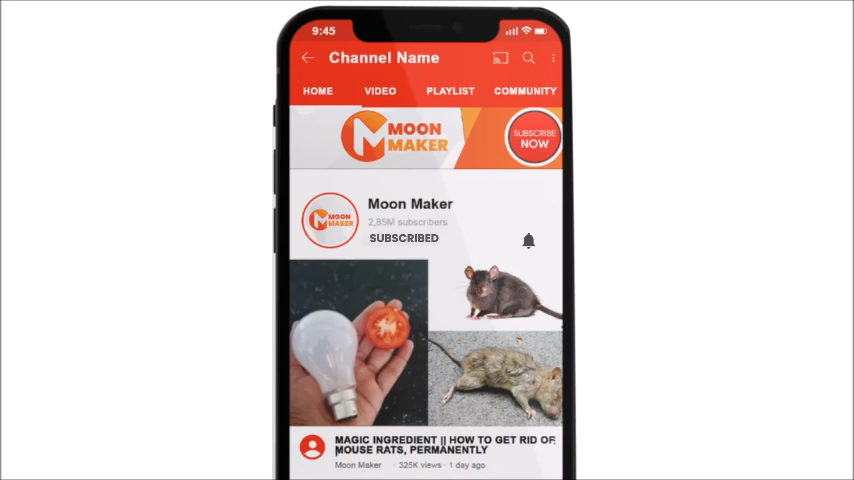 9:45
Channel Name
HOME VIDEO PLAYLIST COMMUNITY
MOON
MAKER
SUBSCRIBE
NOW
MOON
MAKER
Moon Maker
2,85M subscribers
SUBSCRIBED
MAGIC INGREDIENT || HOW TO GET RID OF
MOUSE RATS, PERMANENTLY
Moon Maker · 325K views · 1 day ago